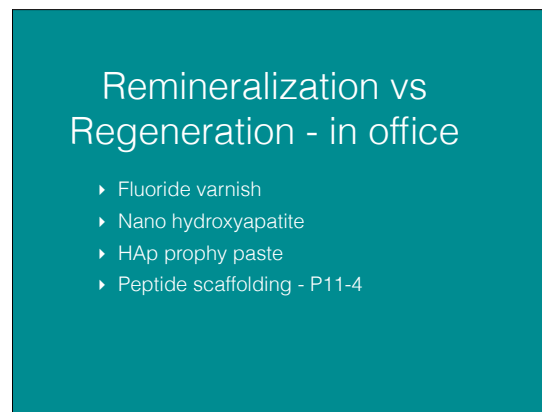 Remineralization vs
Regeneration - in office
‣ Fluoride varnish
‣ Nano hydroxyapatite
‣ HAp prophy paste
‣ Peptide scaffolding - P11-4